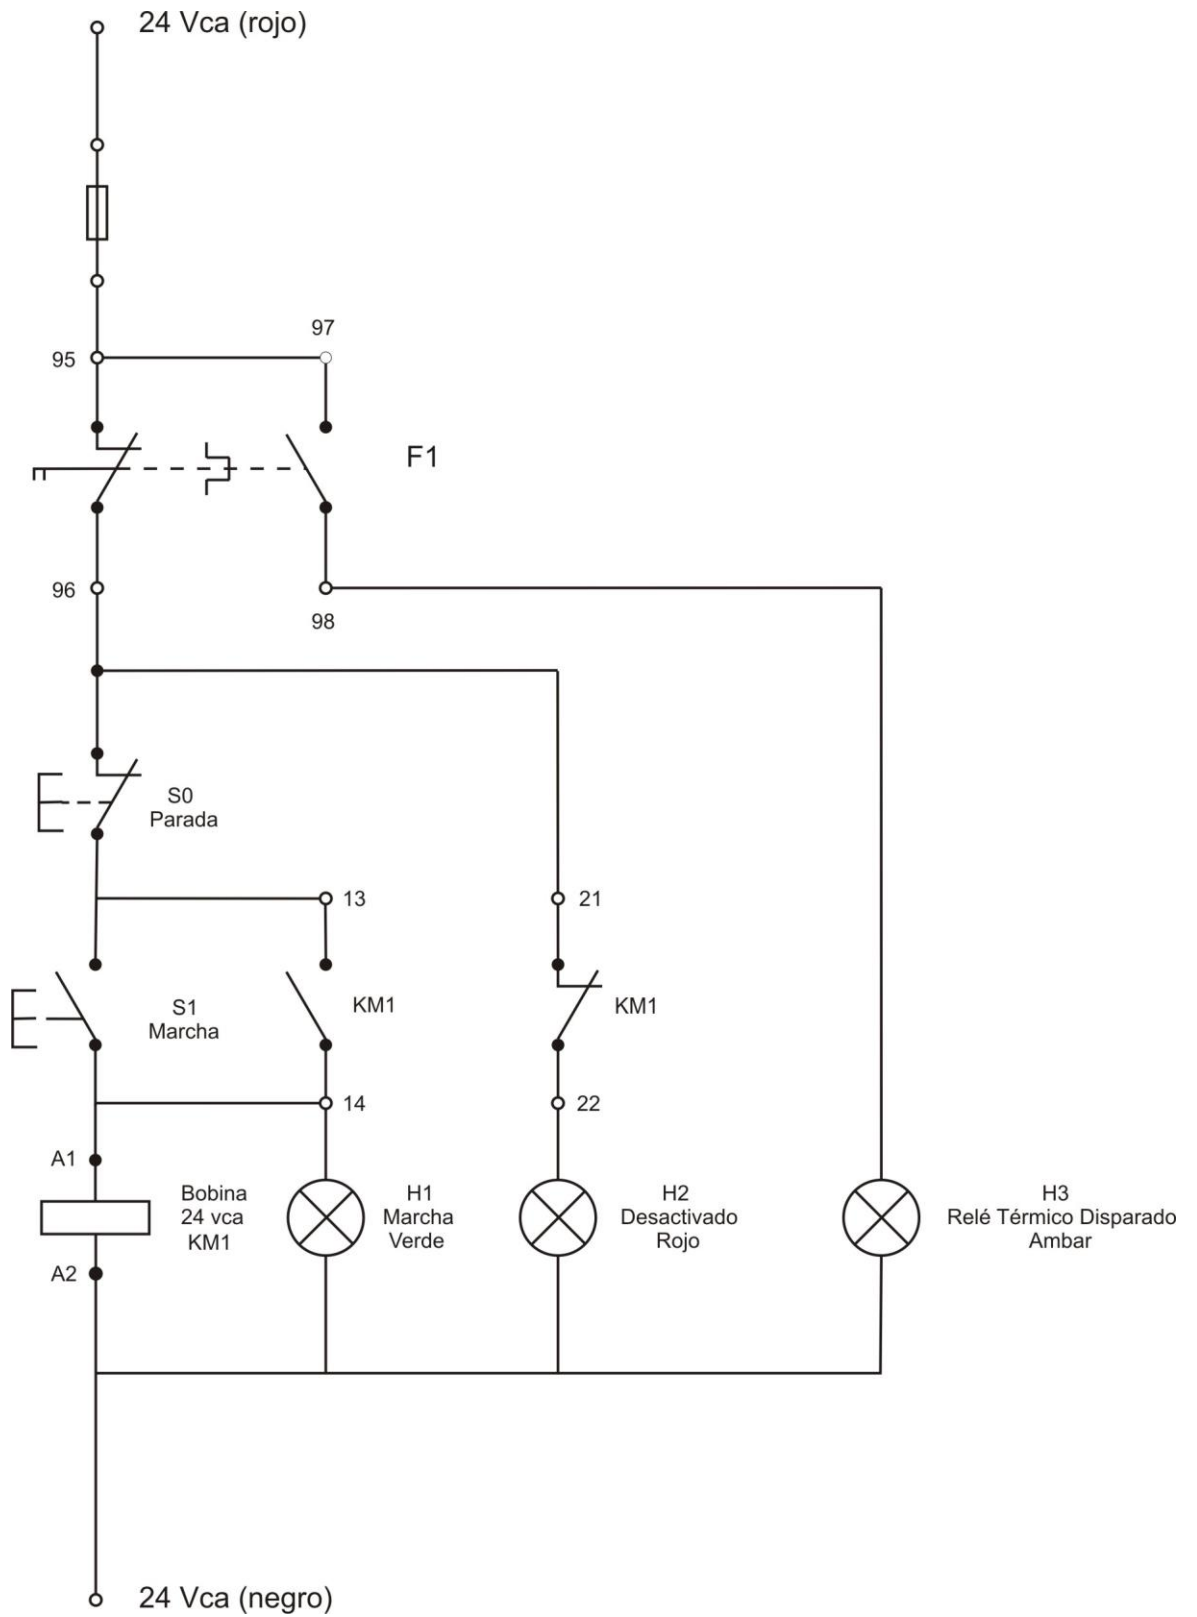 24 Vca (rojo)
97
95
F1
96
98
S0
Parada
13
21
S1
Marcha
KM1
KM1
14
22
A1
Bobina
24 vca
KM1
H1
Marcha
Verde
H2
Desactivado
Rojo
H3
Relé Térmico Disparado
Ambar
A2
24 Vca (negro)